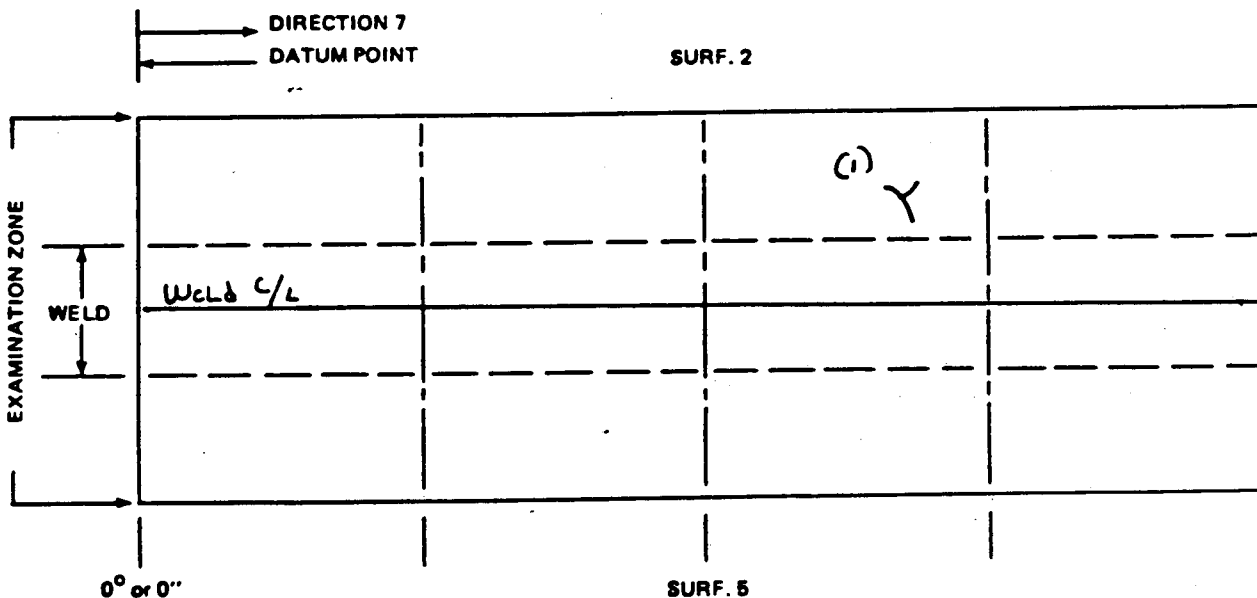 DIRECTION 7
DATUM POINT
SURF. 2
(1)
EXAMINATION ZONE
WELD
WeLd C/L
0° or 0"
SURF. 5